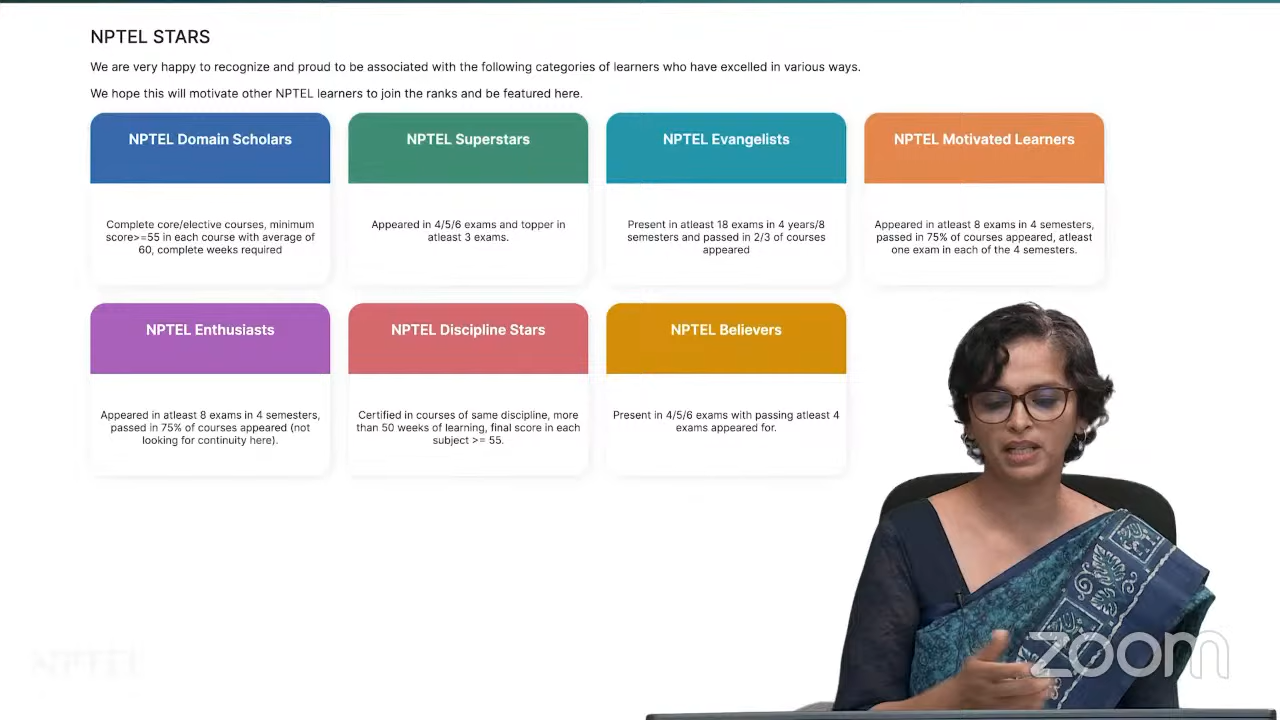 NPTEL STARS
We are very happy to recognize and proud to be associated with the following categories of learners who have excelled in various ways.
We hope this will motivate other NPTEL learners to join the ranks and be featured here.
NPTEL Domain Scholars
Complete core/elective courses, minimum
score>=55 in each course with average of
60, complete weeks required
NPTEL Superstars
Appeared in 4/5/6 exams and topper in
atleast 3 exams.
NPTEL Evangelists
Present in atleast 18 exams in 4 years/8
semesters and passed in 2/3 of courses
appeared
NPTEL Motivated Learners
Appeared in atleast 8 exams in 4 semesters,
passed in 75% of courses appeared, atleast
one exam in each of the 4 semesters.
NPTEL Enthusiasts
Appeared in atleast 8 exams in 4 semesters,
passed in 75% of courses appeared (not
looking for continuity here).
NPTEL Discipline Stars
Certified in courses of same discipline, more
than 50 weeks of learning, final score in each
subject >= 55.
NPTEL Believers
Present in 4/5/6 exams with passing atleast 4
exams appeared for.
NPTEL
zoom